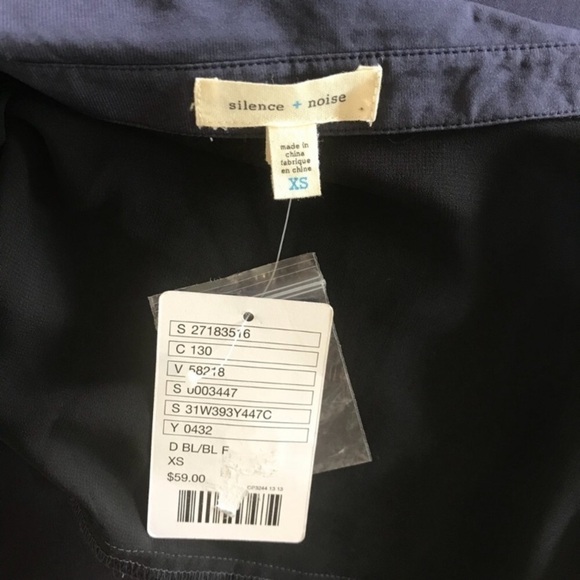 silence + noise
made in
china
fabrique
en chine
XS
S 27183516
C 130
V 58218
S 0003447
S 31W393Y447C
Y 0432
D BL/BL F
XS
$59.00